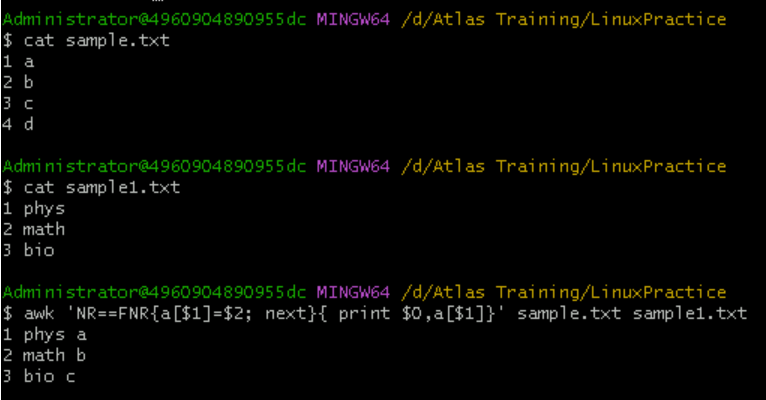 Administrator@4960904890955dc MINGW64 /d/Atlas Training/LinuxPractice
$ cat sample.txt
1 a
2 b
3 c
4 d
Administrator@4960904890955dc MINGW64 /d/Atlas Training/LinuxPractice
$ cat sample1.txt
1 phys
2 math
3 bio
Administrator@4960904890955dc MINGW64 /d/Atlas Training/LinuxPractice
$ awk 'NR==FNR{a[$1]=$2; next}{ print $0,a[$1]}' sample.txt sample1.txt
1 phys a
2 math b
3 bio c